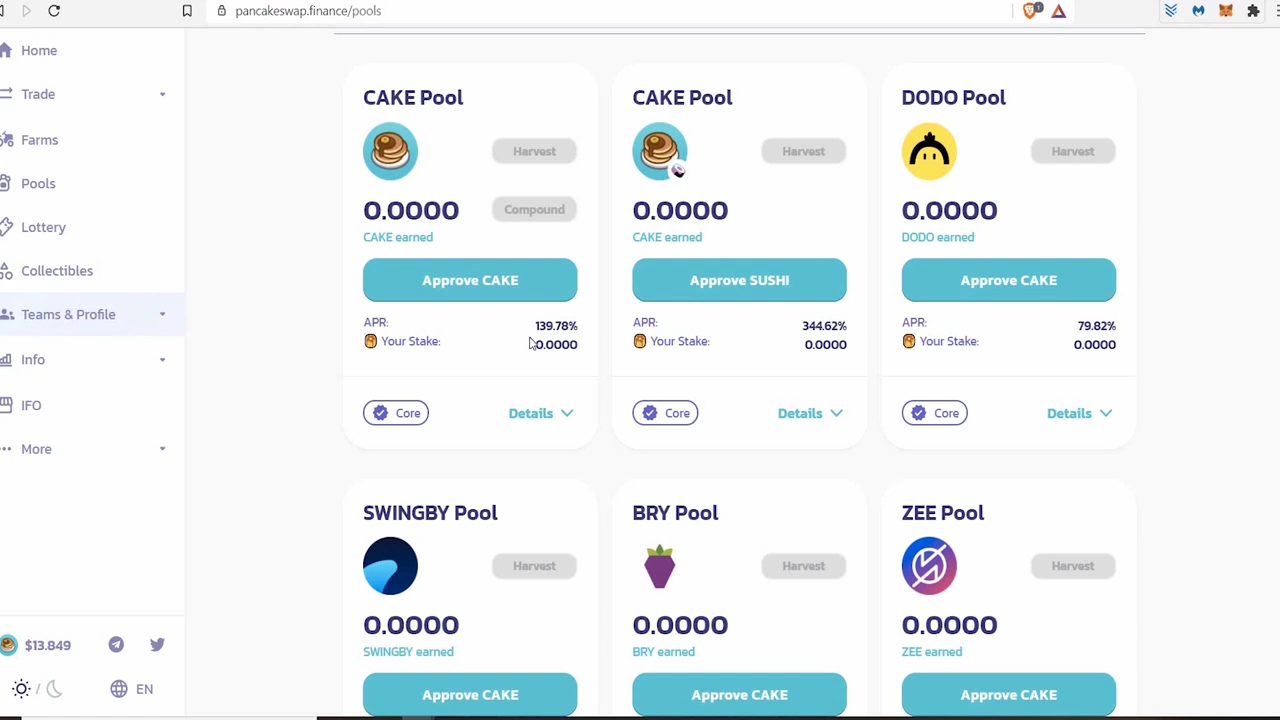 pancakeswap.finance/pools
1
Home
Trade
Farms
Pools
Lottery
Collectibles
Teams & Profile
Info
IFO
More
$13.849
/
EN
CAKE Pool
Harvest
0.0000
Compound
CAKE earned
Approve CAKE
APR:
139.78%
Your Stake:
0.0000
Core
Details
CAKE Pool
Harvest
0.0000
CAKE earned
Approve SUSHI
APR:
344.62%
Your Stake:
0.0000
Core
Details
DODO Pool
Harvest
0.0000
DODO earned
Approve CAKE
APR:
79.82%
Your Stake:
0.0000
Core
Details
SWINGBY Pool
Harvest
0.0000
SWINGBY earned
Approve CAKE
BRY Pool
Harvest
0.0000
BRY earned
Approve CAKE
ZEE Pool
Harvest
0.0000
ZEE earned
Approve CAKE